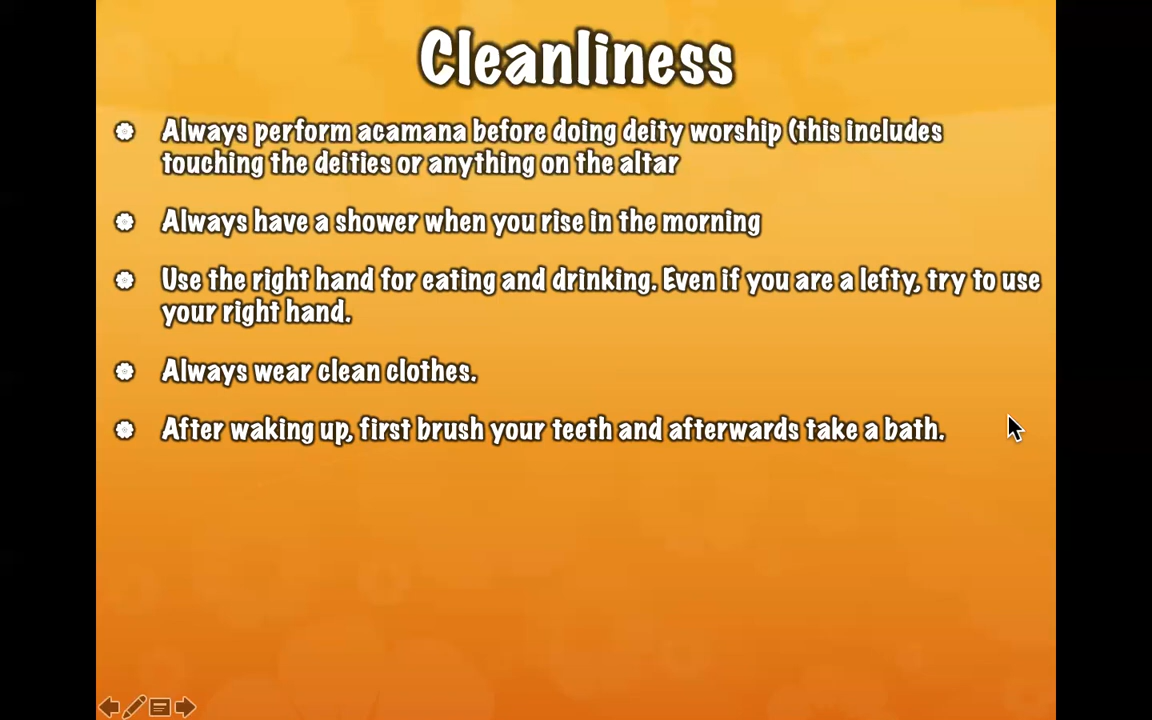 Cleanliness
Always perform acamana before doing deity worship (this includes
touching the deities or anything on the altar
Always have a shower when you rise in the morning
Use the right hand for eating and drinking. Even if you are a lefty, try to use
your right hand.
Always wear clean clothes.
After waking up, first brush your teeth and afterwards take a bath.